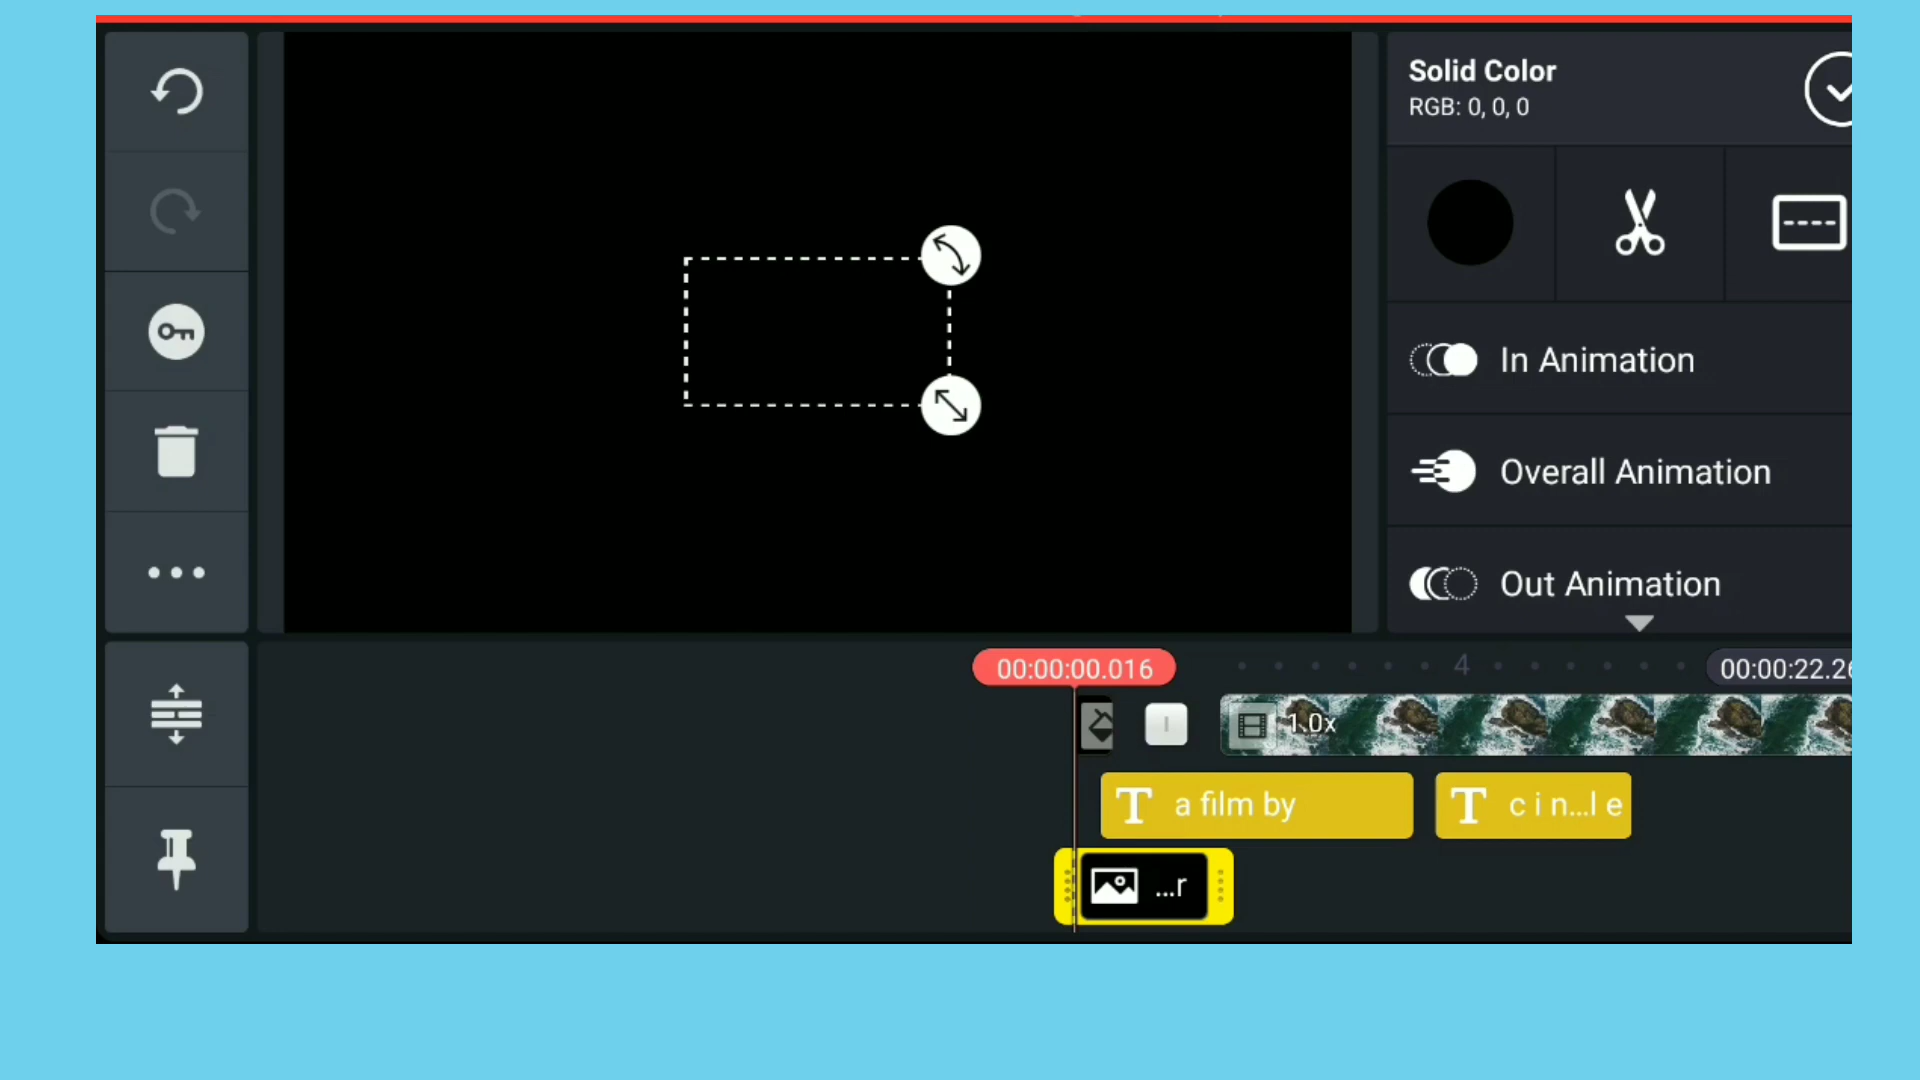 Solid Color
RGB: 0, 0, 0
In Animation
Overall Animation
Out Animation
00:00:00.016
4
00:00:22.26
1.0x
T a film by
T c i n...l e
...r